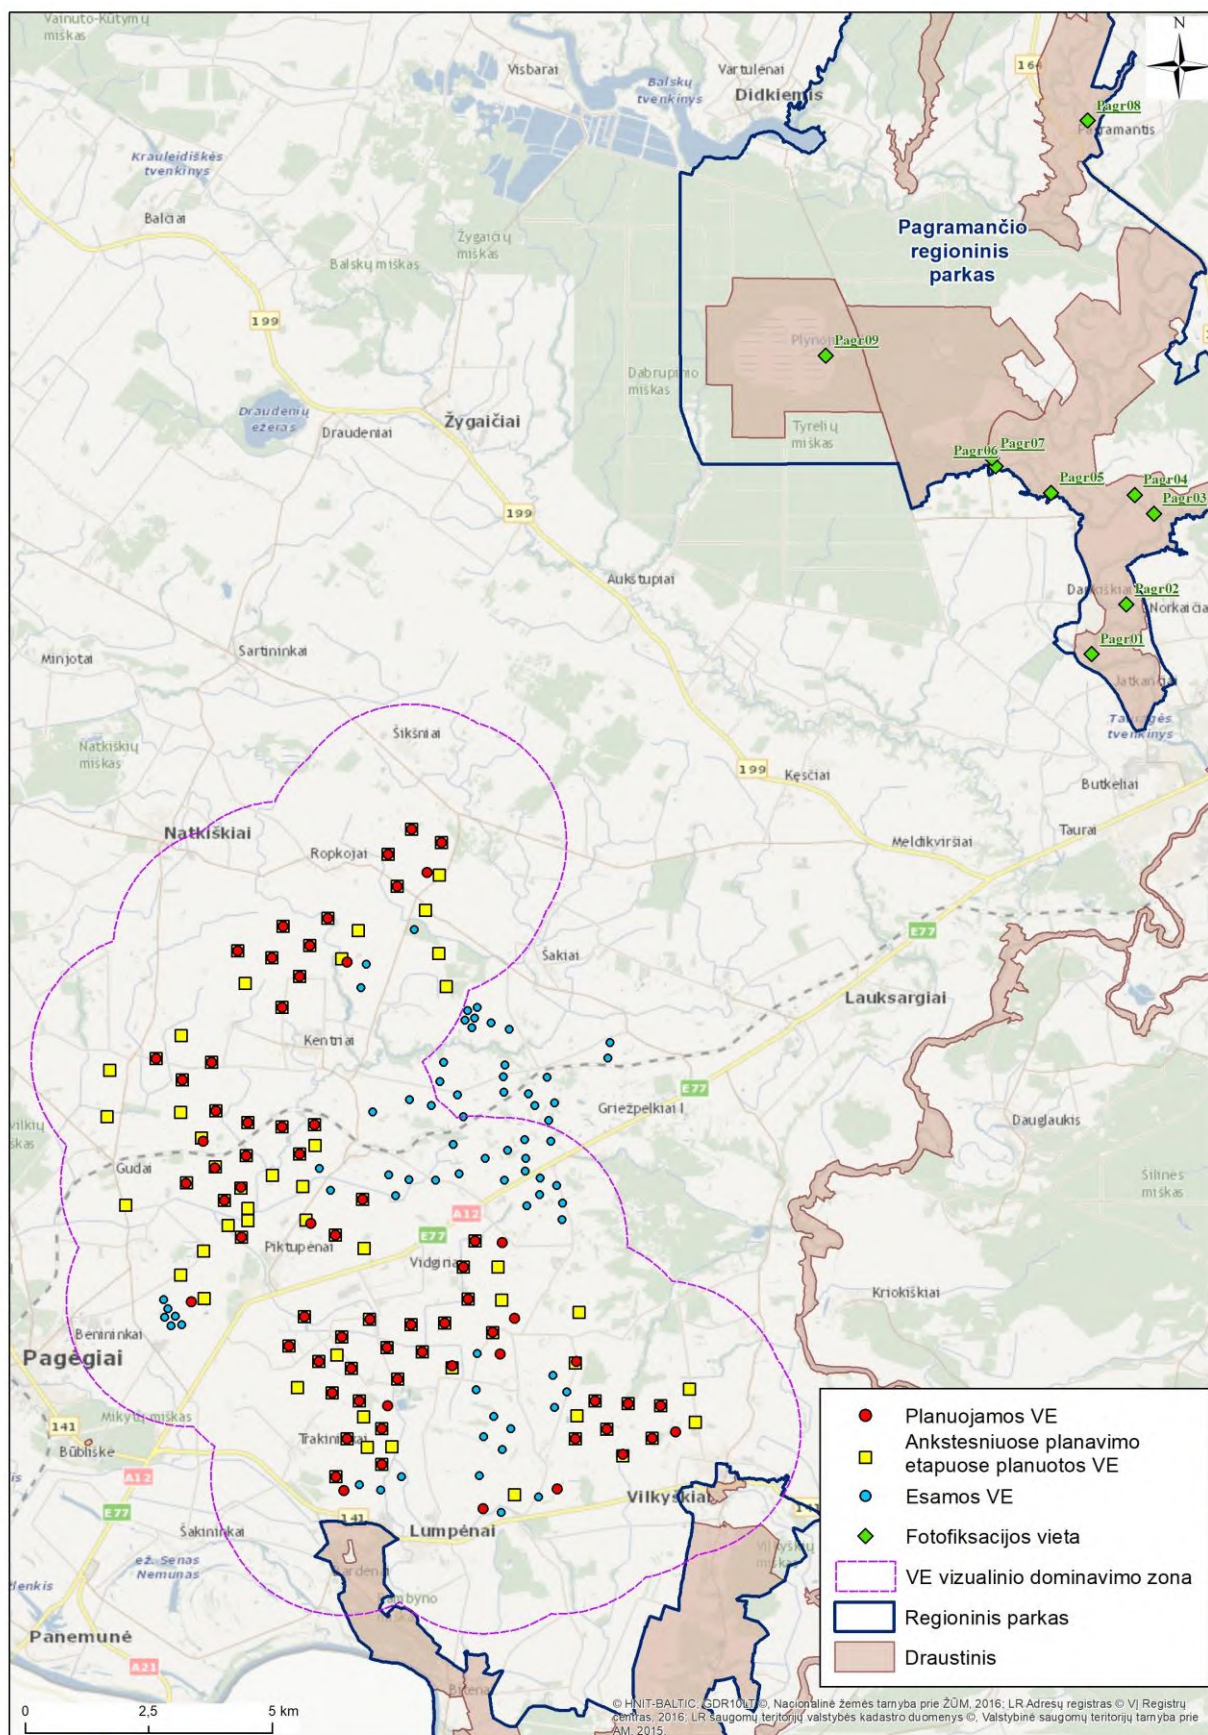 Vainuto-Kūtymų
miškas
Visbarai
Vartulėnai
Balskų
tvenkinys
Didkiemis
164
N
Pagr08
Pagramantis
Krauleidiškės
tvenkinys
Balčiai
Žygaičių
miškas
Balskų miškas
Pagramančio
regioninis
parkas
199
Pagr09
Dabrupinio
miškas
Draudenių
ežeras
Draudeniai
Žygaičiai
Tyrelių
miškas
Pagr06
Pagr07
Pagr05
Pagr04
Pagr03
199
Aukštupiai
Pagr02
Pagr01
Minjotai
Sartininkai
Jatkančiai
Tauragės
tvenkinys
Šikšniai
Natkiškių
miškas
199
Kęsčiai
Butkeliai
Natkiškiai
Ropkojai
Taurai
Meldikviršiai
E77
Šakiai
Lauksargiai
Kentriai
E77
Griežpelkiai I
Dauglaukis
Gudai
Šilinės
miškas
A12
E77
Piktupėnai
Kriokiškiai
Benininkai
Pagėgiai
Mikytų miškas
141
Būbliškė
A12
E77
Vilkyškiai
141
141
Lumpėnai
Šakininkai
ež. Senas
Nemunas
Panemunė
A21
Planuojamos VE
Ankstesniuose planavimo
etapuose planuotos VE
Esamos VE
Fotofiksacijos vieta
VE vizualinio dominavimo zona
Regioninis parkas
Draustinis
0 2,5 5 km
© HNIT-BALTIC; GDR10LT ©, Nacionalinė žemės tarnyba prie ŽŪM, 2016; LR Adresų registras © VĮ Registrų
centras, 2016; LR saugomų teritorijų valstybės kadastro duomenys ©, Valstybinė saugomų teritorijų tarnyba prie
AM, 2015.